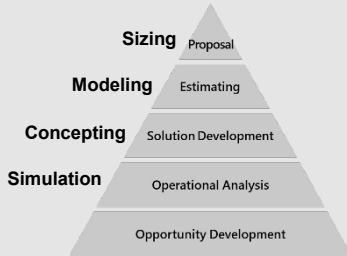 Sizing
Proposal
Modeling
Estimating
Concepting
Solution Development
Simulation
Operational Analysis
Opportunity Development